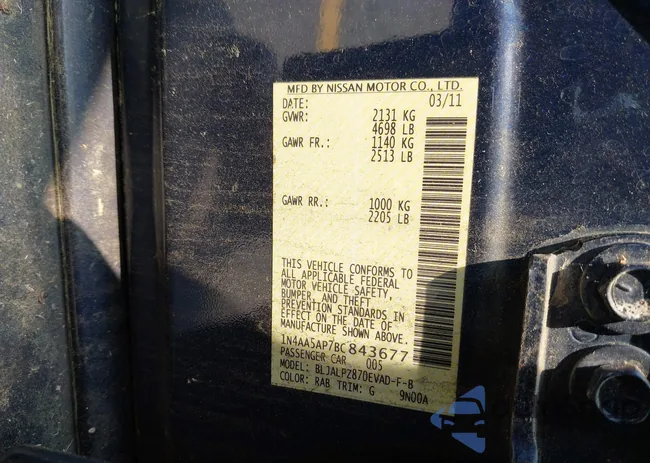 MFD BY NISSAN MOTOR CO., LTD.
DATE: 03/11
GVWR: 2131 KG
4698 LB
GAWR FR.: 1140 KG
2513 LB
GAWR RR.: 1000 KG
2205 LB
THIS VEHICLE CONFORMS TO
ALL APPLICABLE FEDERAL
MOTOR VEHICLE SAFETY,
BUMPER, AND THEFT
PREVENTION STANDARDS IN
EFFECT ON THE DATE OF
MANUFACTURE SHOWN ABOVE.
1N4AA5AP7BC843677
PASSENGER CAR 005
MODEL: BLJALPZ870EVAD-F-B
COLOR: RAB TRIM: G 9N00A